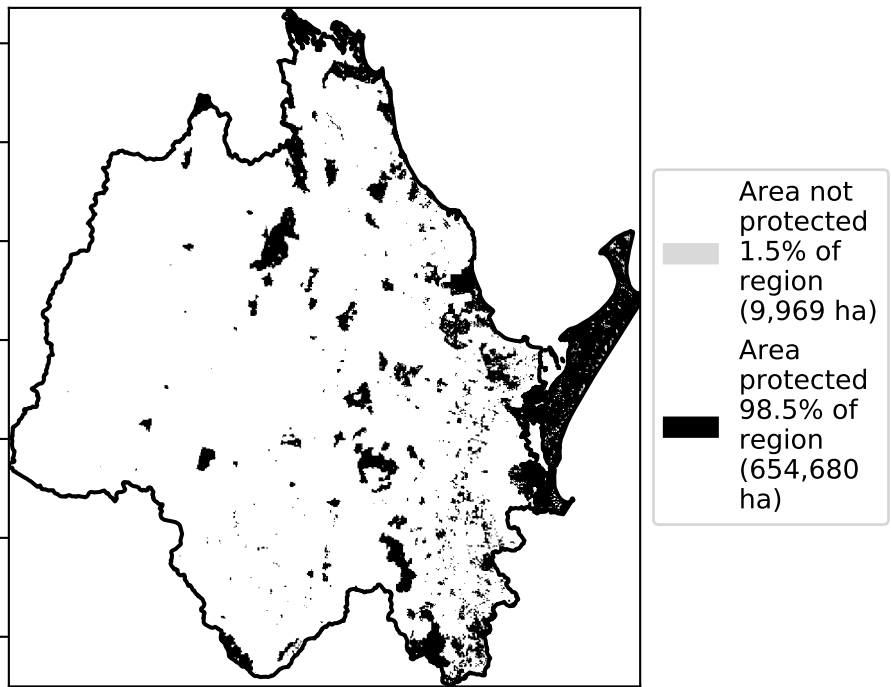 Area not
protected
1.5% of
region
(9,969 ha)
Area
protected
98.5% of
region
(654,680
ha)